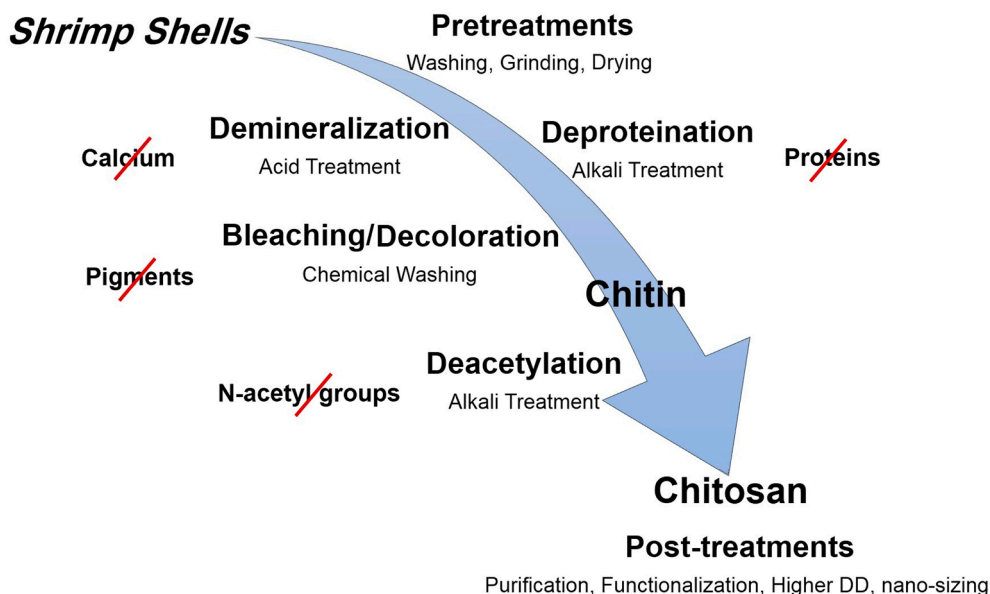 Shrimp Shells
Pretreatments
Washing, Grinding, Drying
Demineralization
Acid Treatment
Calcium
Deproteination
Alkali Treatment
Proteins
Bleaching/Decoloration
Chemical Washing
Pigments
Chitin
Deacetylation
Alkali Treatment
N-acetyl groups
Chitosan
Post-treatments
Purification, Functionalization, Higher DD, nano-sizing